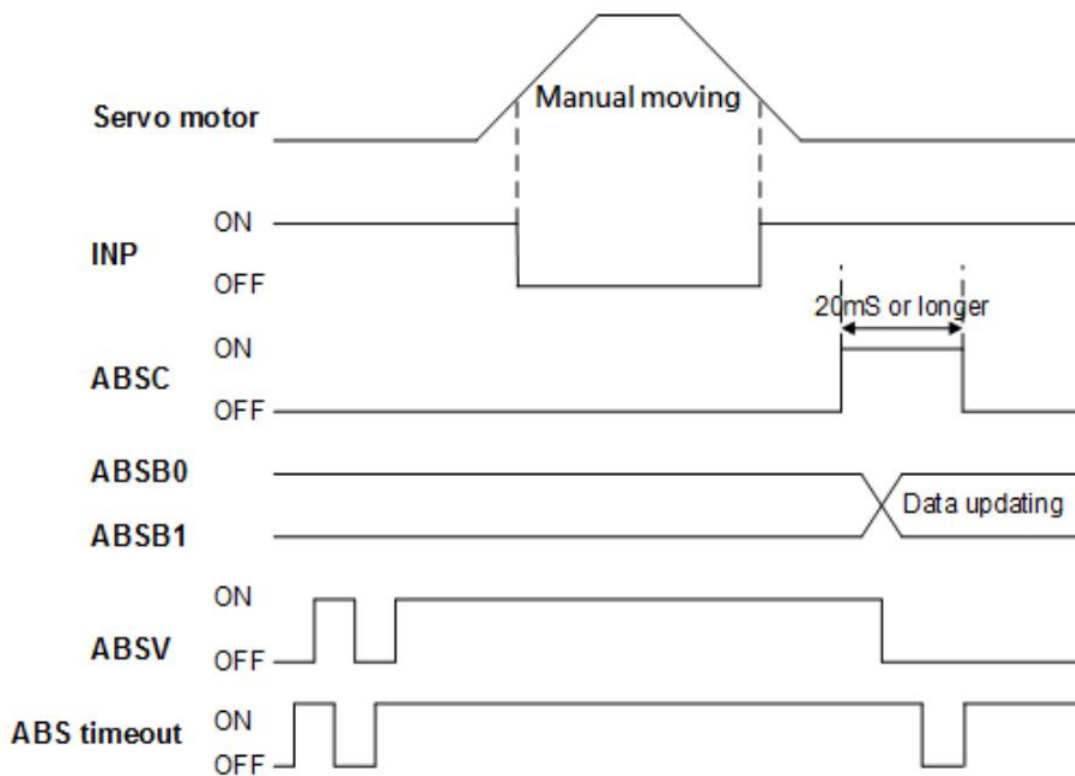 Manual moving
Servo motor
ON
INP
OFF
20mS or longer
ON
ABSC
OFF
ABSB0
Data updating
ABSB1
ON
ABSV
OFF
ON
ABS timeout
OFF